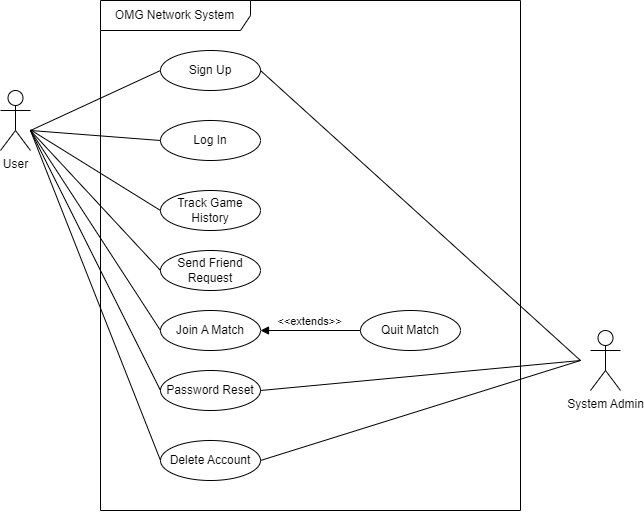 OMG Network System
Sign Up
User
Log In
Track Game
History
Send Friend
Request
Join A Match
<<extends>>
Quit Match
Password Reset
System Admin
Delete Account